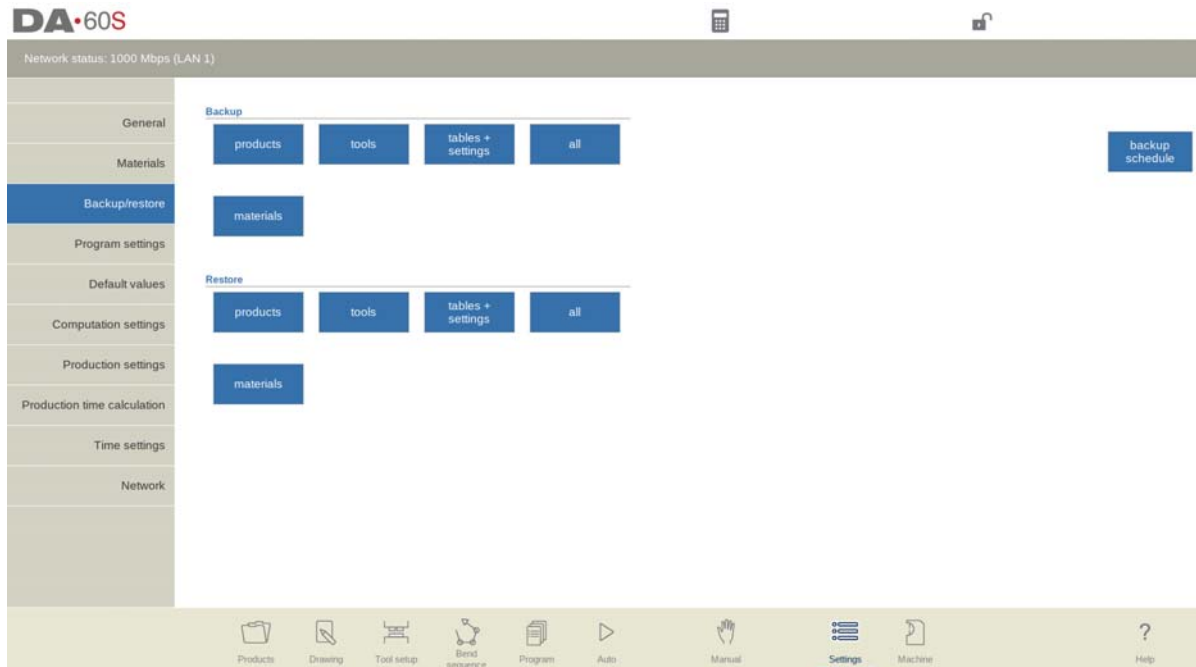 DA•60S
Network status: 1000 Mbps (LAN 1)
General
Materials
Backup/restore
Program settings
Default values
Computation settings
Production settings
Production time calculation
Time settings
Network
Backup
products
tools
tables +
settings
all
materials
backup
schedule
Restore
products
tools
tables +
settings
all
materials
Products
Drawing
Tool setup
Bend
sequence
Program
Auto
Manual
Settings
Machine
?
Help